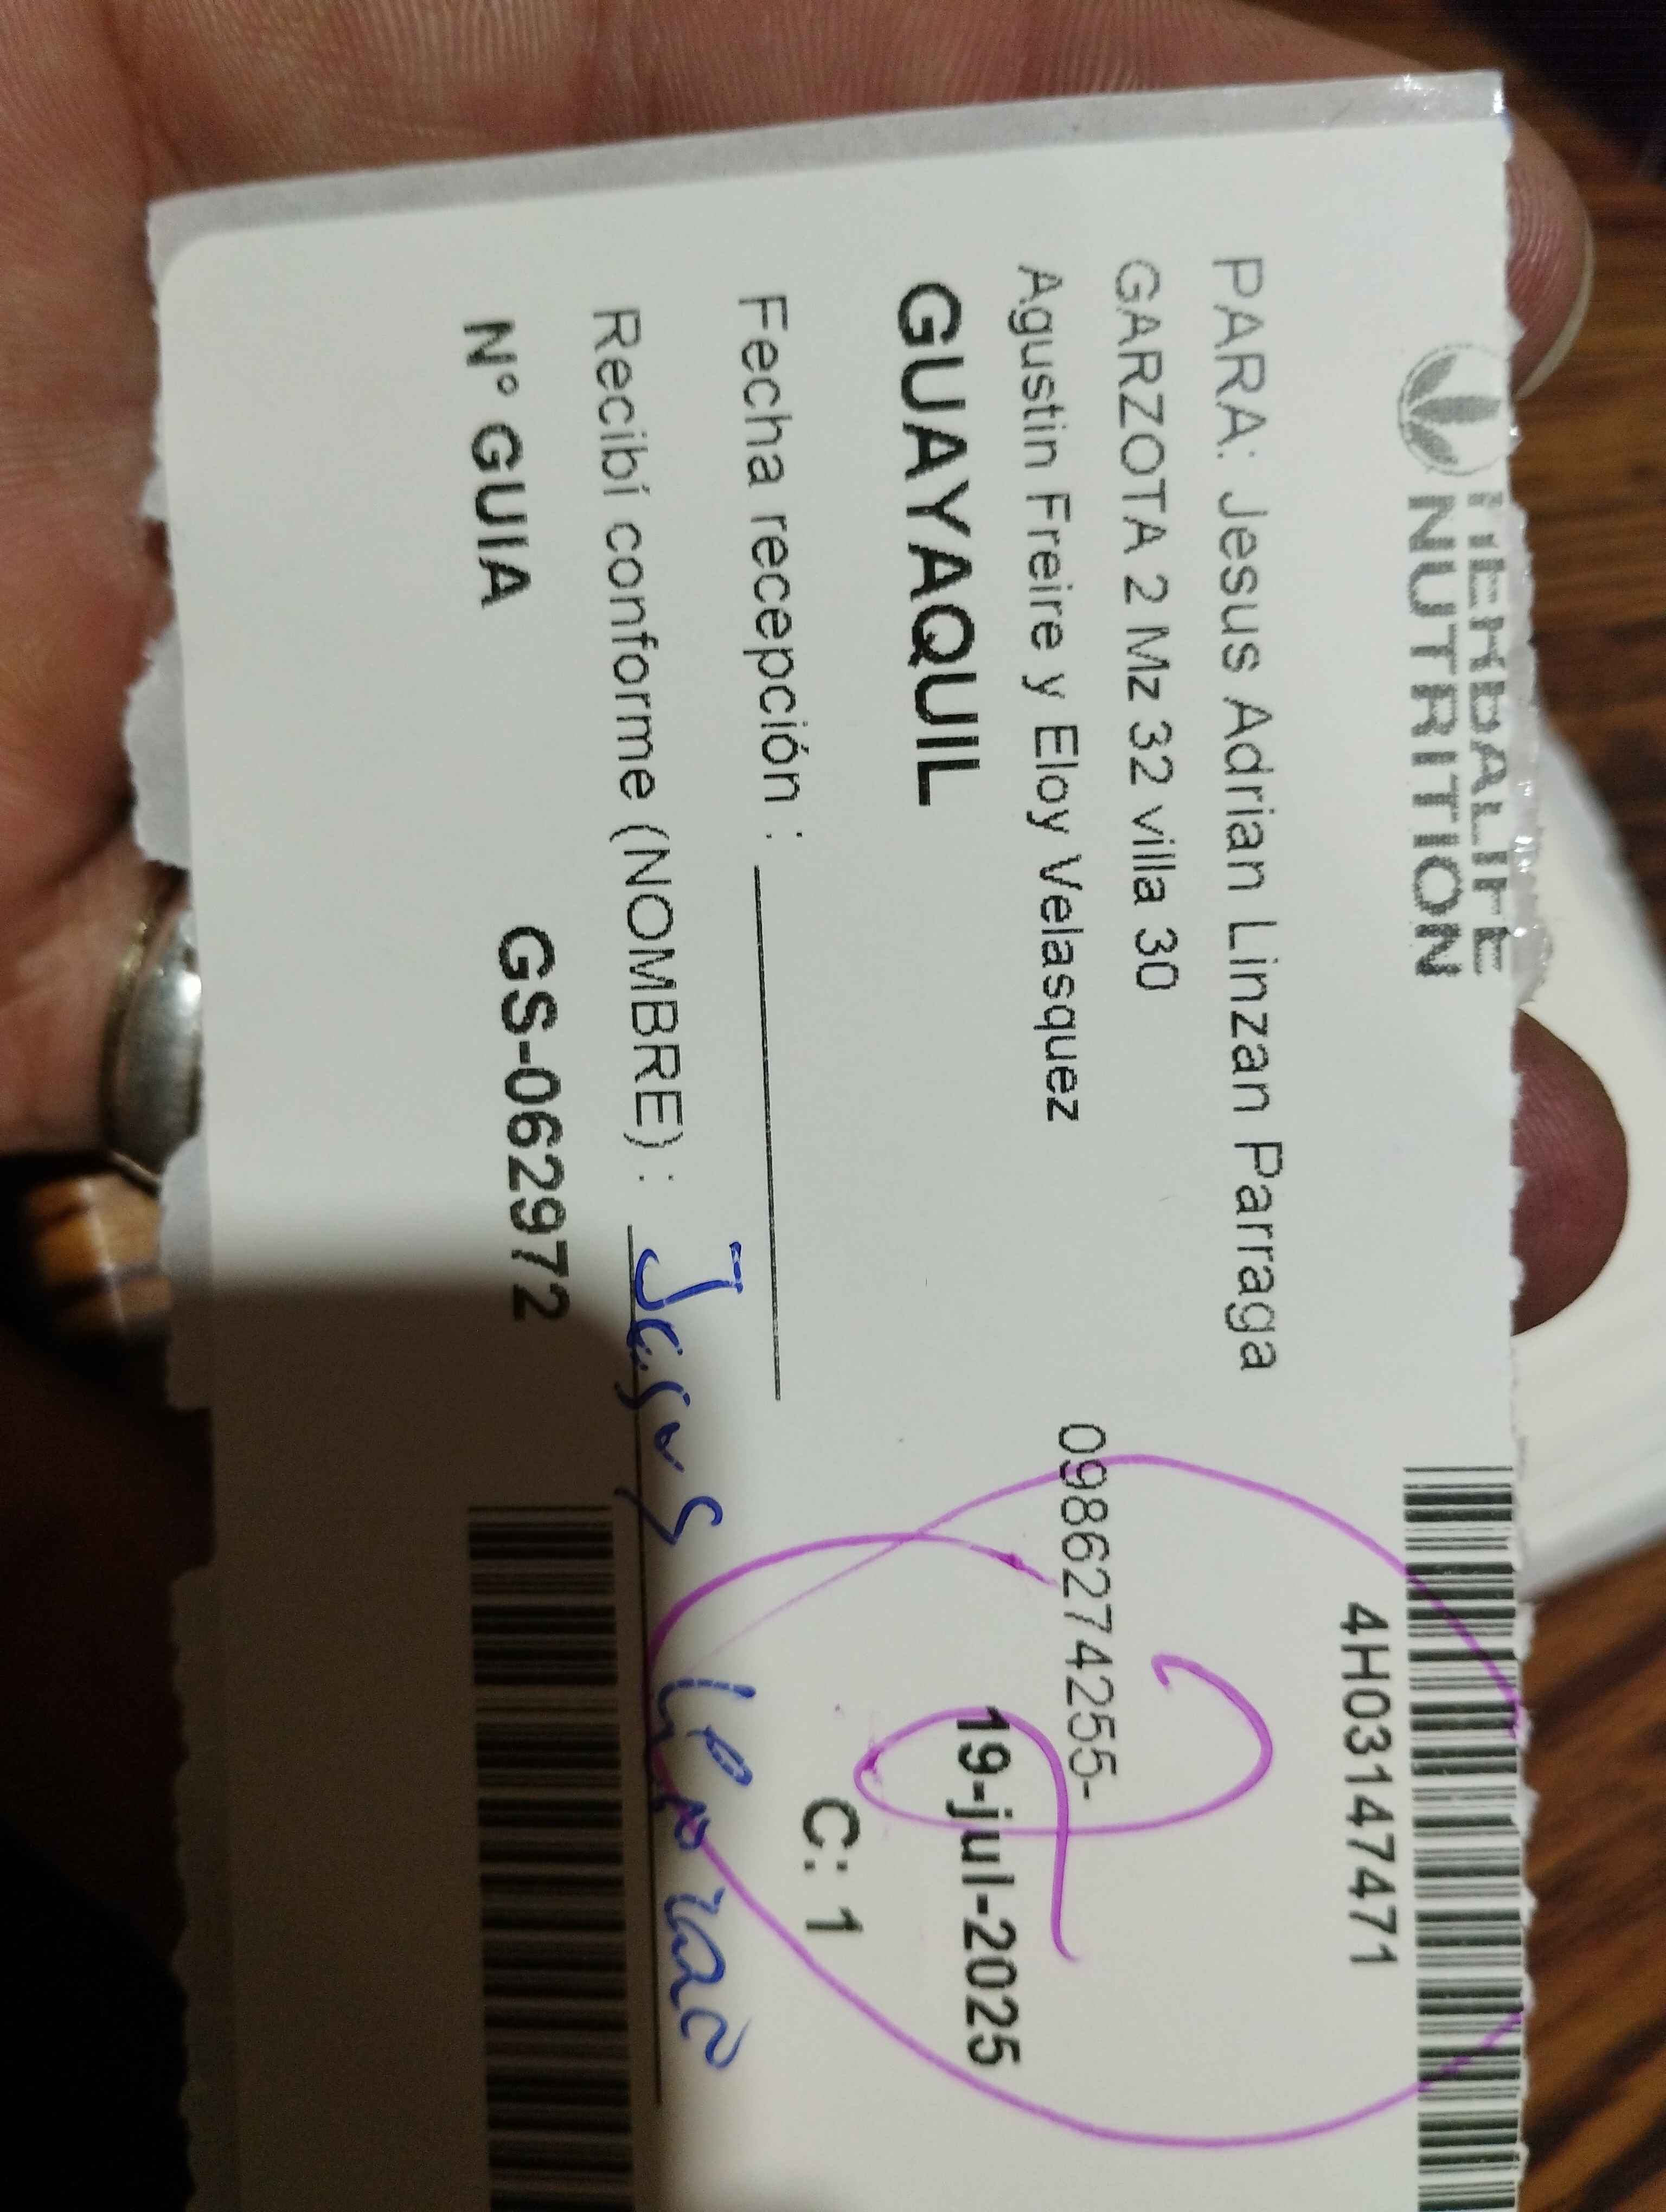 HERBALIFE
NUTRITION
4H03147471
PARA: Jesus Adrian Linzan Parraga
GARZOTA 2 Mz 32 villa 30
Agustin Freire y Eloy Velasquez
0986274255-
GUAYAQUIL
19-jul-2025
Fecha recepción :
C: 1
Recibí conforme (NOMBRE) : Jesus
N° GUIA GS-062972